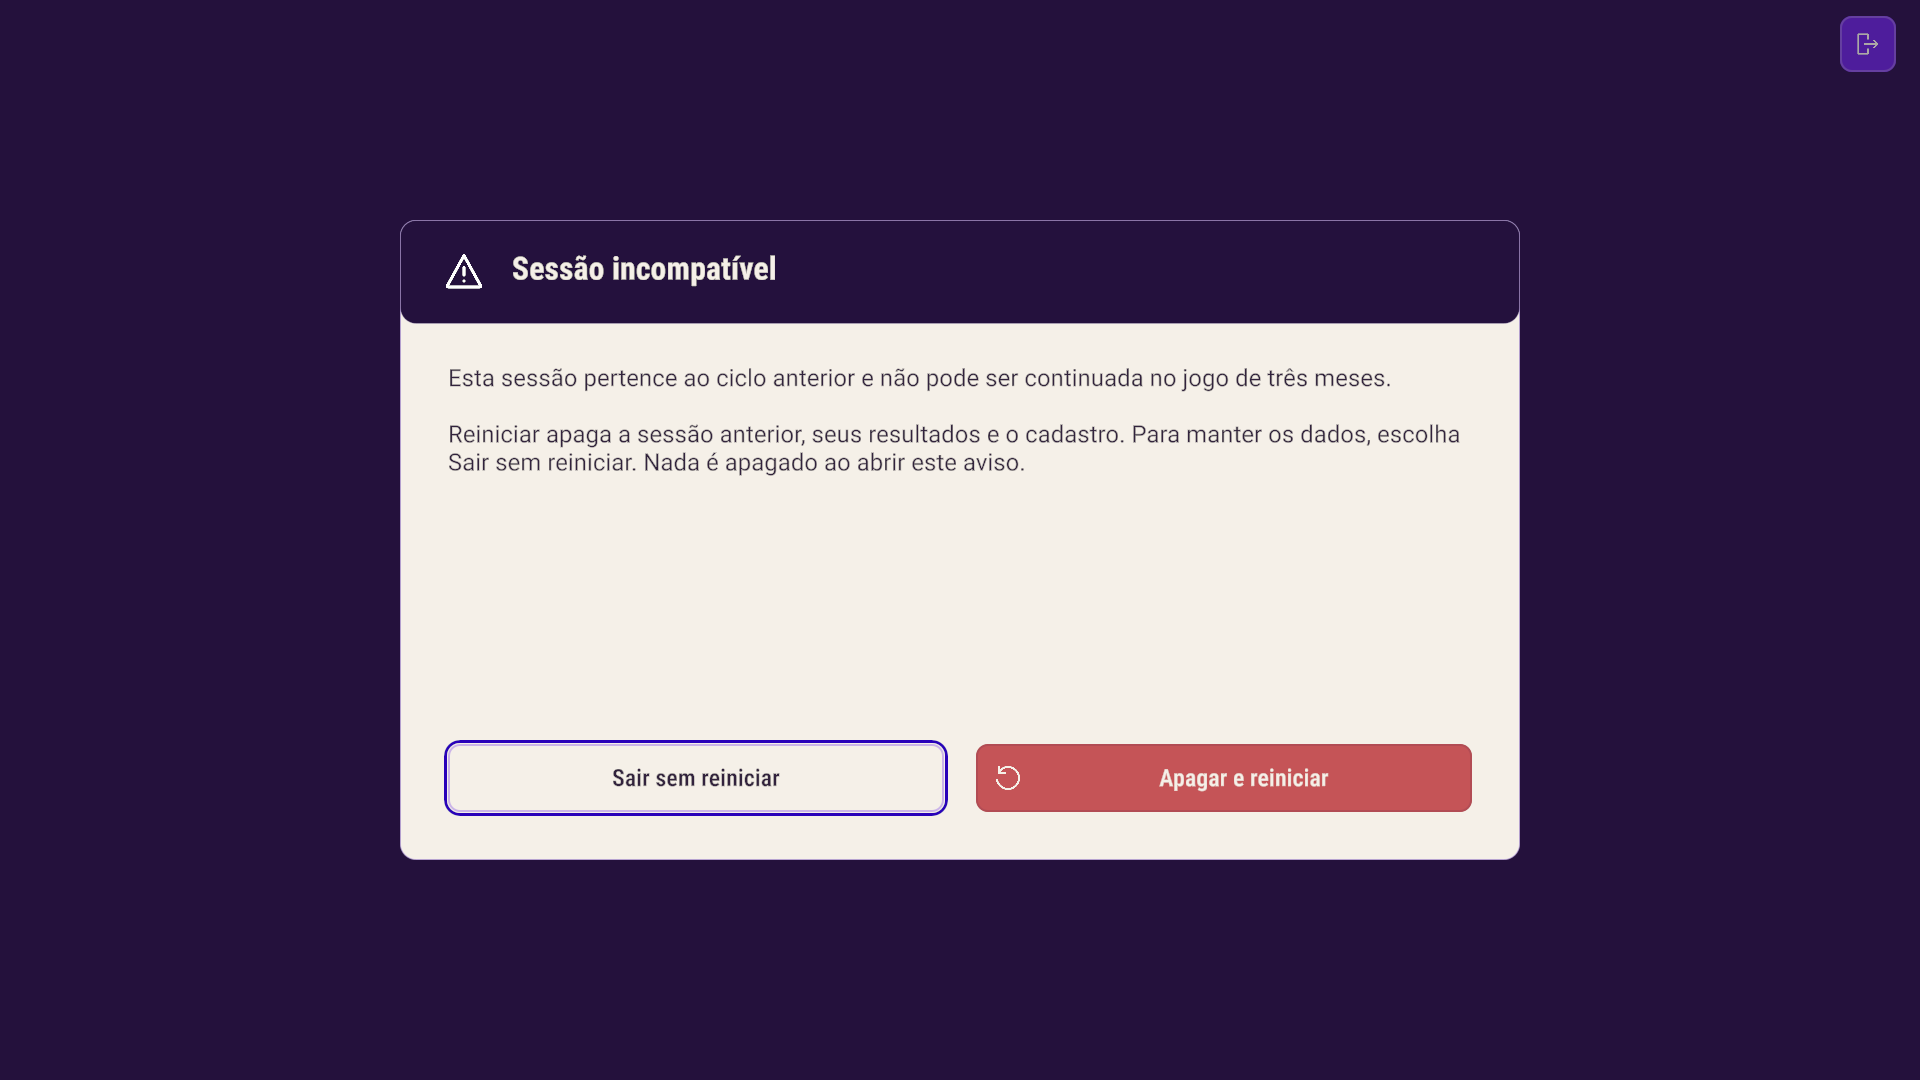 Sessão incompatível
Esta sessão pertence ao ciclo anterior e não pode ser continuada no jogo de três meses.
Reiniciar apaga a sessão anterior, seus resultados e o cadastro. Para manter os dados, escolha
Sair sem reiniciar. Nada é apagado ao abrir este aviso.
Sair sem reiniciar
Apagar e reiniciar